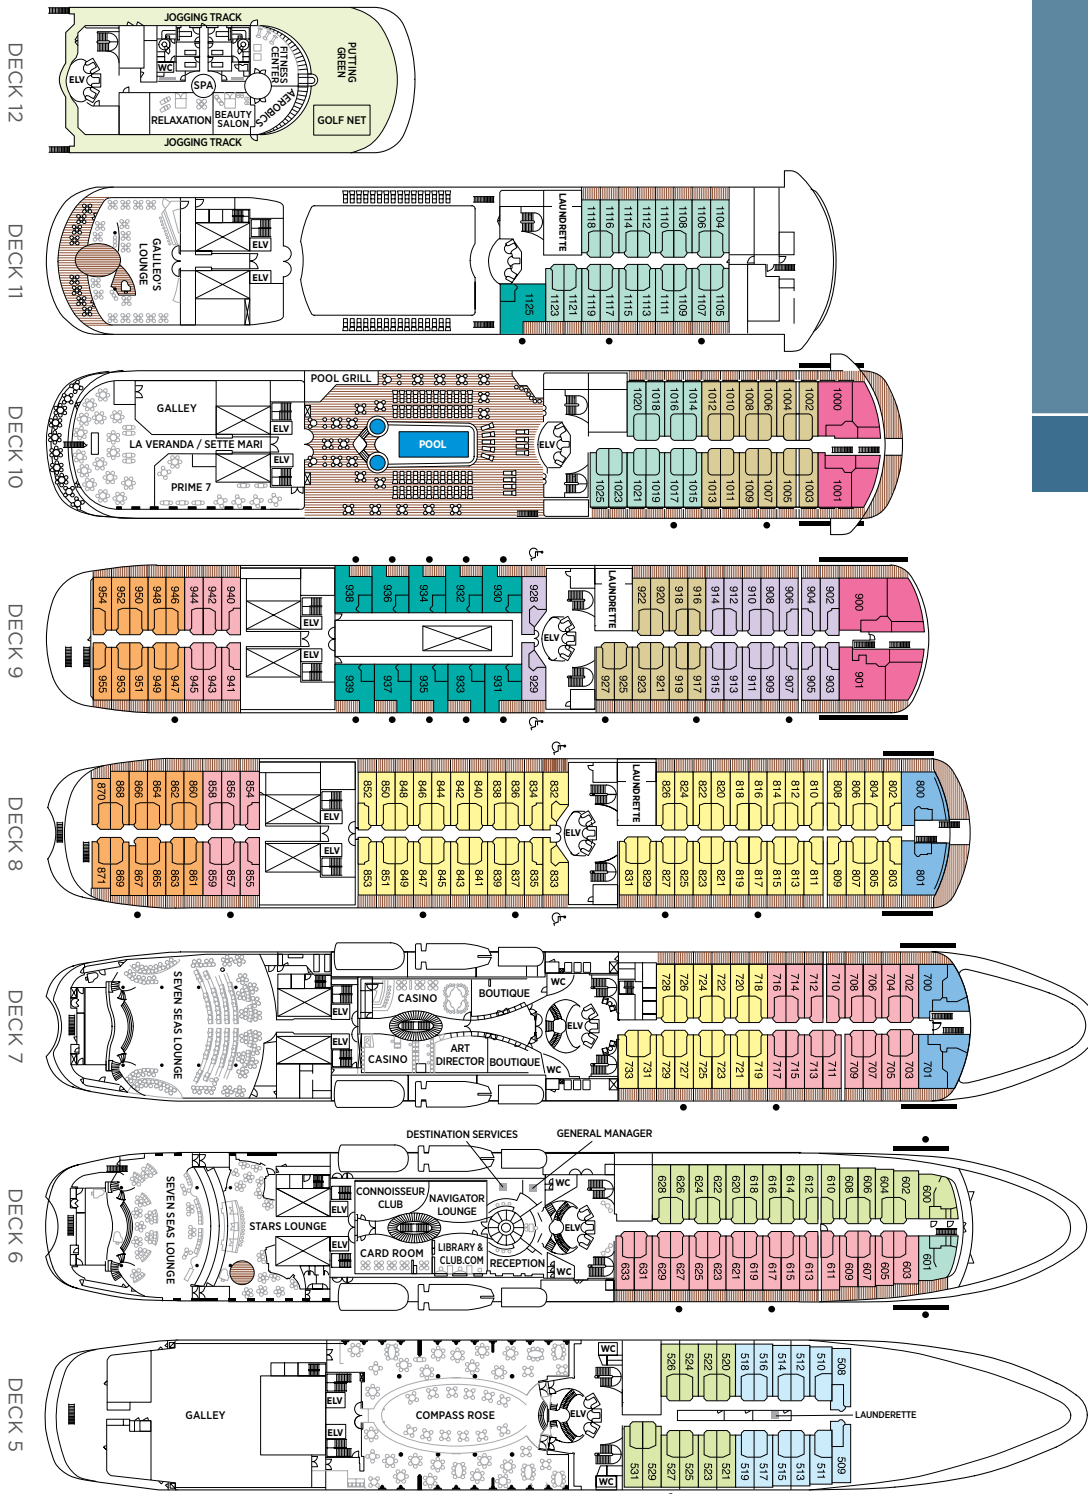 DECK 12
JOGGING TRACK
PUTTING
GREEN
FITNESS
CENTER
WC
ELV
SPA
AEROBICS
RELAXATION
BEAUTY
SALON
GOLF NET
JOGGING TRACK
DECK 11
GALILEO'S
LOUNGE
ELV
ELV
LAUNDRETTE
1118 1116 1114 1112 1110 1108 1106 1104
1125 1123 1121 1119 1117 1115 1113 1111 1109 1107 1105
DECK 10
POOL GRILL
GALLEY
ELV
LA VERANDA / SETTE MARI
ELV
PRIME 7
POOL
ELV
1020 1018 1016 1014 1012 1010 1008 1006 1004 1002 1000
1025 1023 1021 1019 1017 1015 1013 1011 1009 1007 1005 1003 1001
DECK 9
954 952 950 948 946 944 942 940
ELV
938 936 934 932 930 928
LAUNDRETTE
922 920 918 916 914 912 910 908 906 904 902 900
ELV
955 953 951 949 947 945 943 941
ELV
939 937 935 933 931 929
927 925 923 921 919 917 915 913 911 909 907 905 903 901
DECK 8
870 868 866 864 862 860 858 856 854
ELV
852 850 848 846 844 842 840 838 836 834 832
LAUNDRETTE
826 824 822 820 818 816 814 812 810 808 806 804 802 800
ELV
871 869 867 865 863 861 859 857 855
ELV
853 851 849 847 845 843 841 839 837 835 833
831 829 827 825 823 821 819 817 815 813 811 809 807 805 803 801
DECK 7
SEVEN SEAS LOUNGE
ELV
ELV
CASINO
BOUTIQUE
WC
ELV
CASINO
ART
DIRECTOR
BOUTIQUE
WC
728 726 724 722 720 718 716 714 712 710 708 706 704 702 700
733 731 729 727 725 723 721 719 717 715 713 711 709 707 705 703 701
DECK 6
DESTINATION SERVICES
GENERAL MANAGER
SEVEN SEAS LOUNGE
STARS LOUNGE
ELV
ELV
CONNOISSEUR
CLUB
NAVIGATOR
LOUNGE
WC
ELV
CARD ROOM
LIBRARY &
CLUB.COM
RECEPTION
WC
628 626 624 622 620 618 616 614 612 610 608 606 604 602 600
633 631 629 627 625 623 621 619 617 615 613 611 609 607 605 603 601
DECK 5
GALLEY
ELV
ELV
COMPASS ROSE
WC
ELV
WC
526 524 522 520 518 516 514 512 510 508
LAUNDERETTE
531 529 527 525 523 521 519 517 515 513 511 509